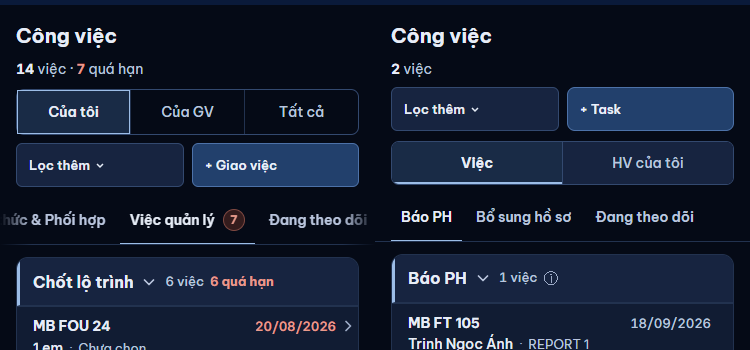 Công việc
14 việc · 7 quá hạn
Của tôi
Của GV
Tất cả
Lọc thêm
+ Giao việc
hức & Phối hợp
Việc quản lý 7
Đang theo dõi
Chốt lộ trình 6 việc 6 quá hạn
MB FOU 24 20/08/2026
1 em · Chưa chọn
Công việc
2 việc
Lọc thêm
+ Task
Việc
HV của tôi
Báo PH
Bổ sung hồ sơ
Đang theo dõi
Báo PH 1 việc
MB FT 105 18/09/2026
Trịnh Ngọc Ánh · REPORT 1